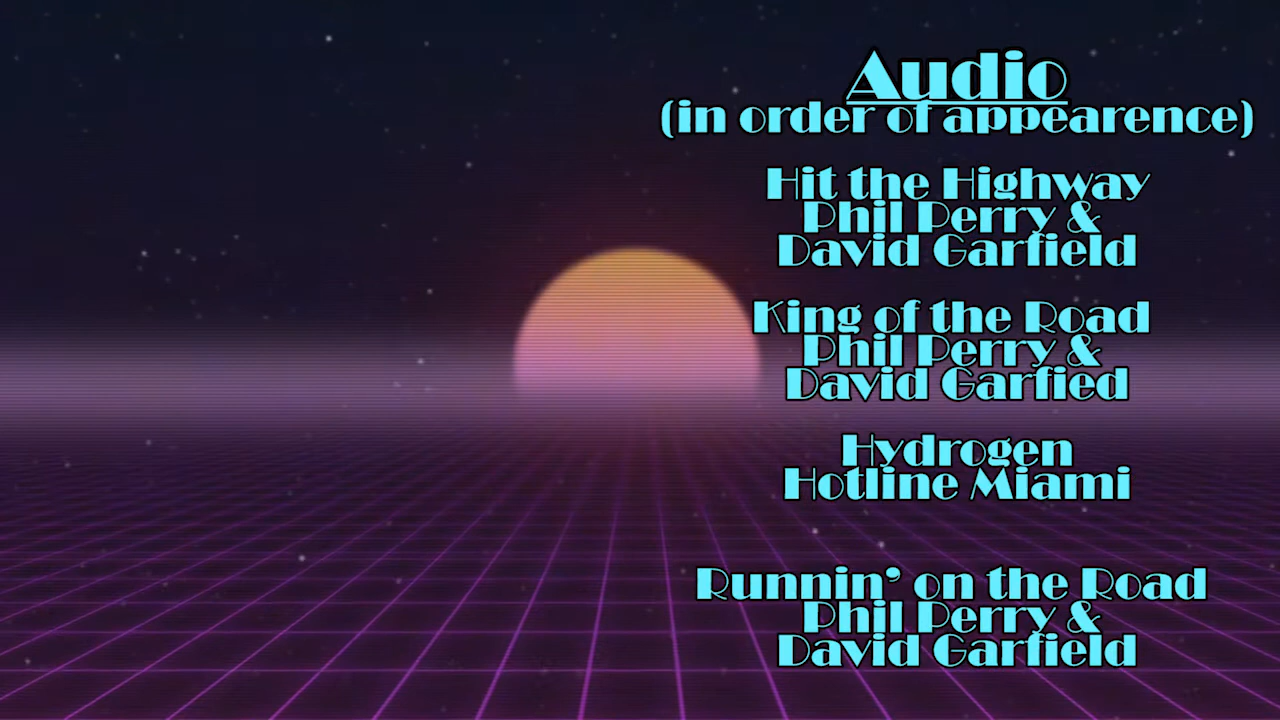 Audio
(in order of appearence)
Hit the Highway
Phil Perry &
David Garfield
King of the Road
Phil Perry &
David Garfied
Hydrogen
Hotline Miami
Runnin’ on the Road
Phil Perry &
David Garfield